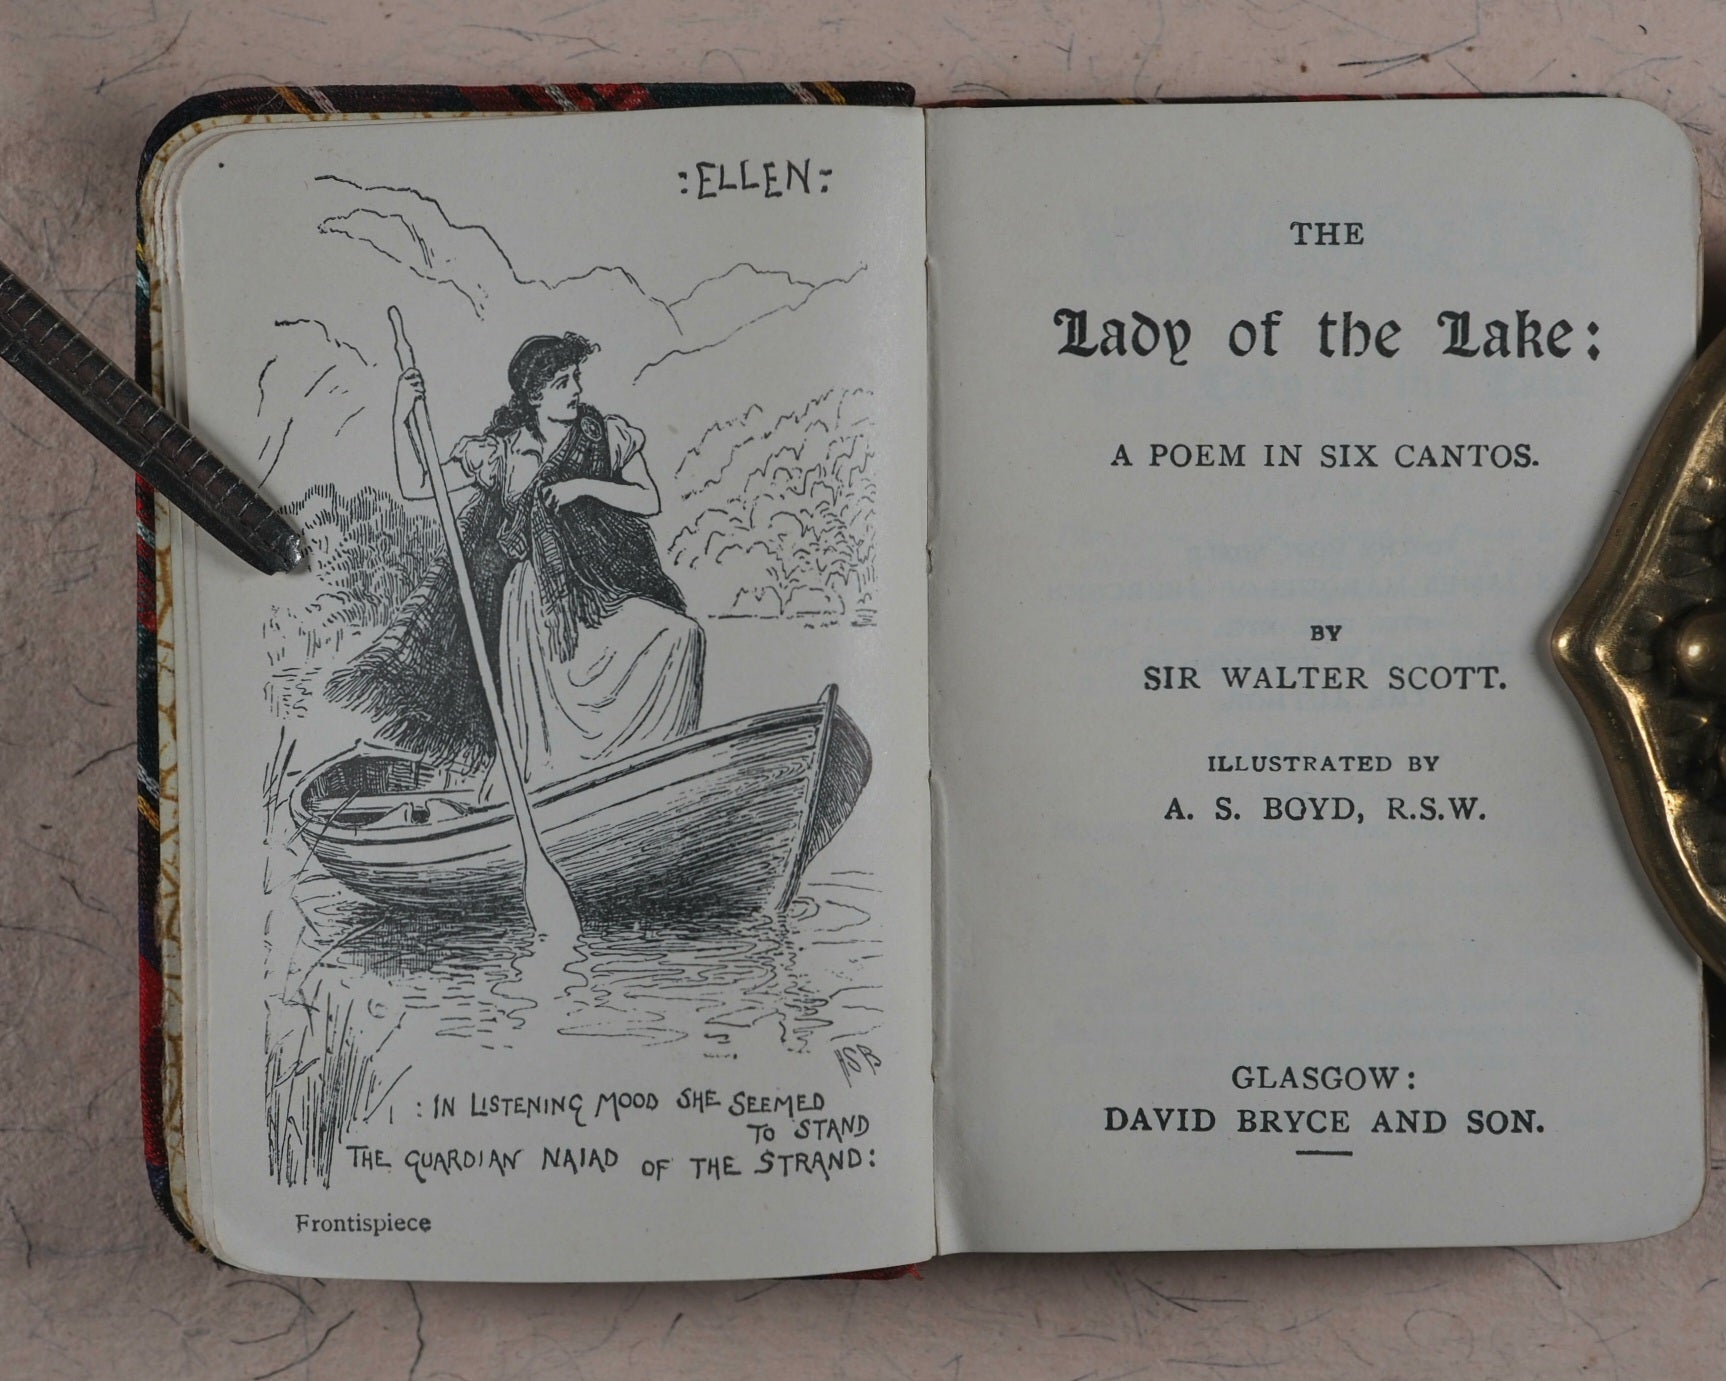 :ELLEN:
: IN LISTENING MOOD SHE SEEMED
TO STAND
THE GUARDIAN NAIAD OF THE STRAND:
Frontispiece
THE
Lady of the Lake:
A POEM IN SIX CANTOS.
BY
SIR WALTER SCOTT.
ILLUSTRATED BY
A. S. BOYD, R.S.W.
GLASGOW:
DAVID BRYCE AND SON.